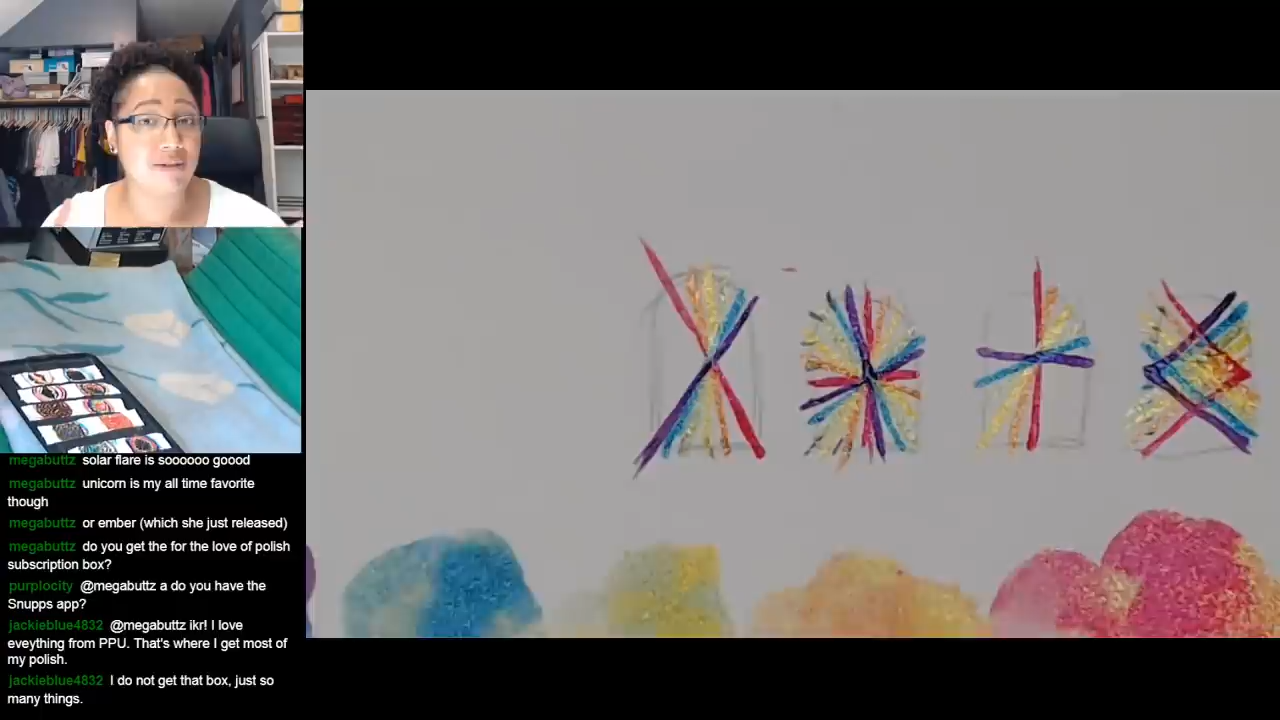 megabuttz solar flare is soooooo goood
megabuttz unicorn is my all time favorite
though
megabuttz or ember (which she just released)
megabuttz do you get the for the love of polish
subscription box?
purplocity @megabuttz a do you have the
Snupps app?
jackieblue4832 @megabuttz ikr! I love
eveything from PPU. That's where I get most of
my polish.
jackieblue4832 I do not get that box, just so
many things.